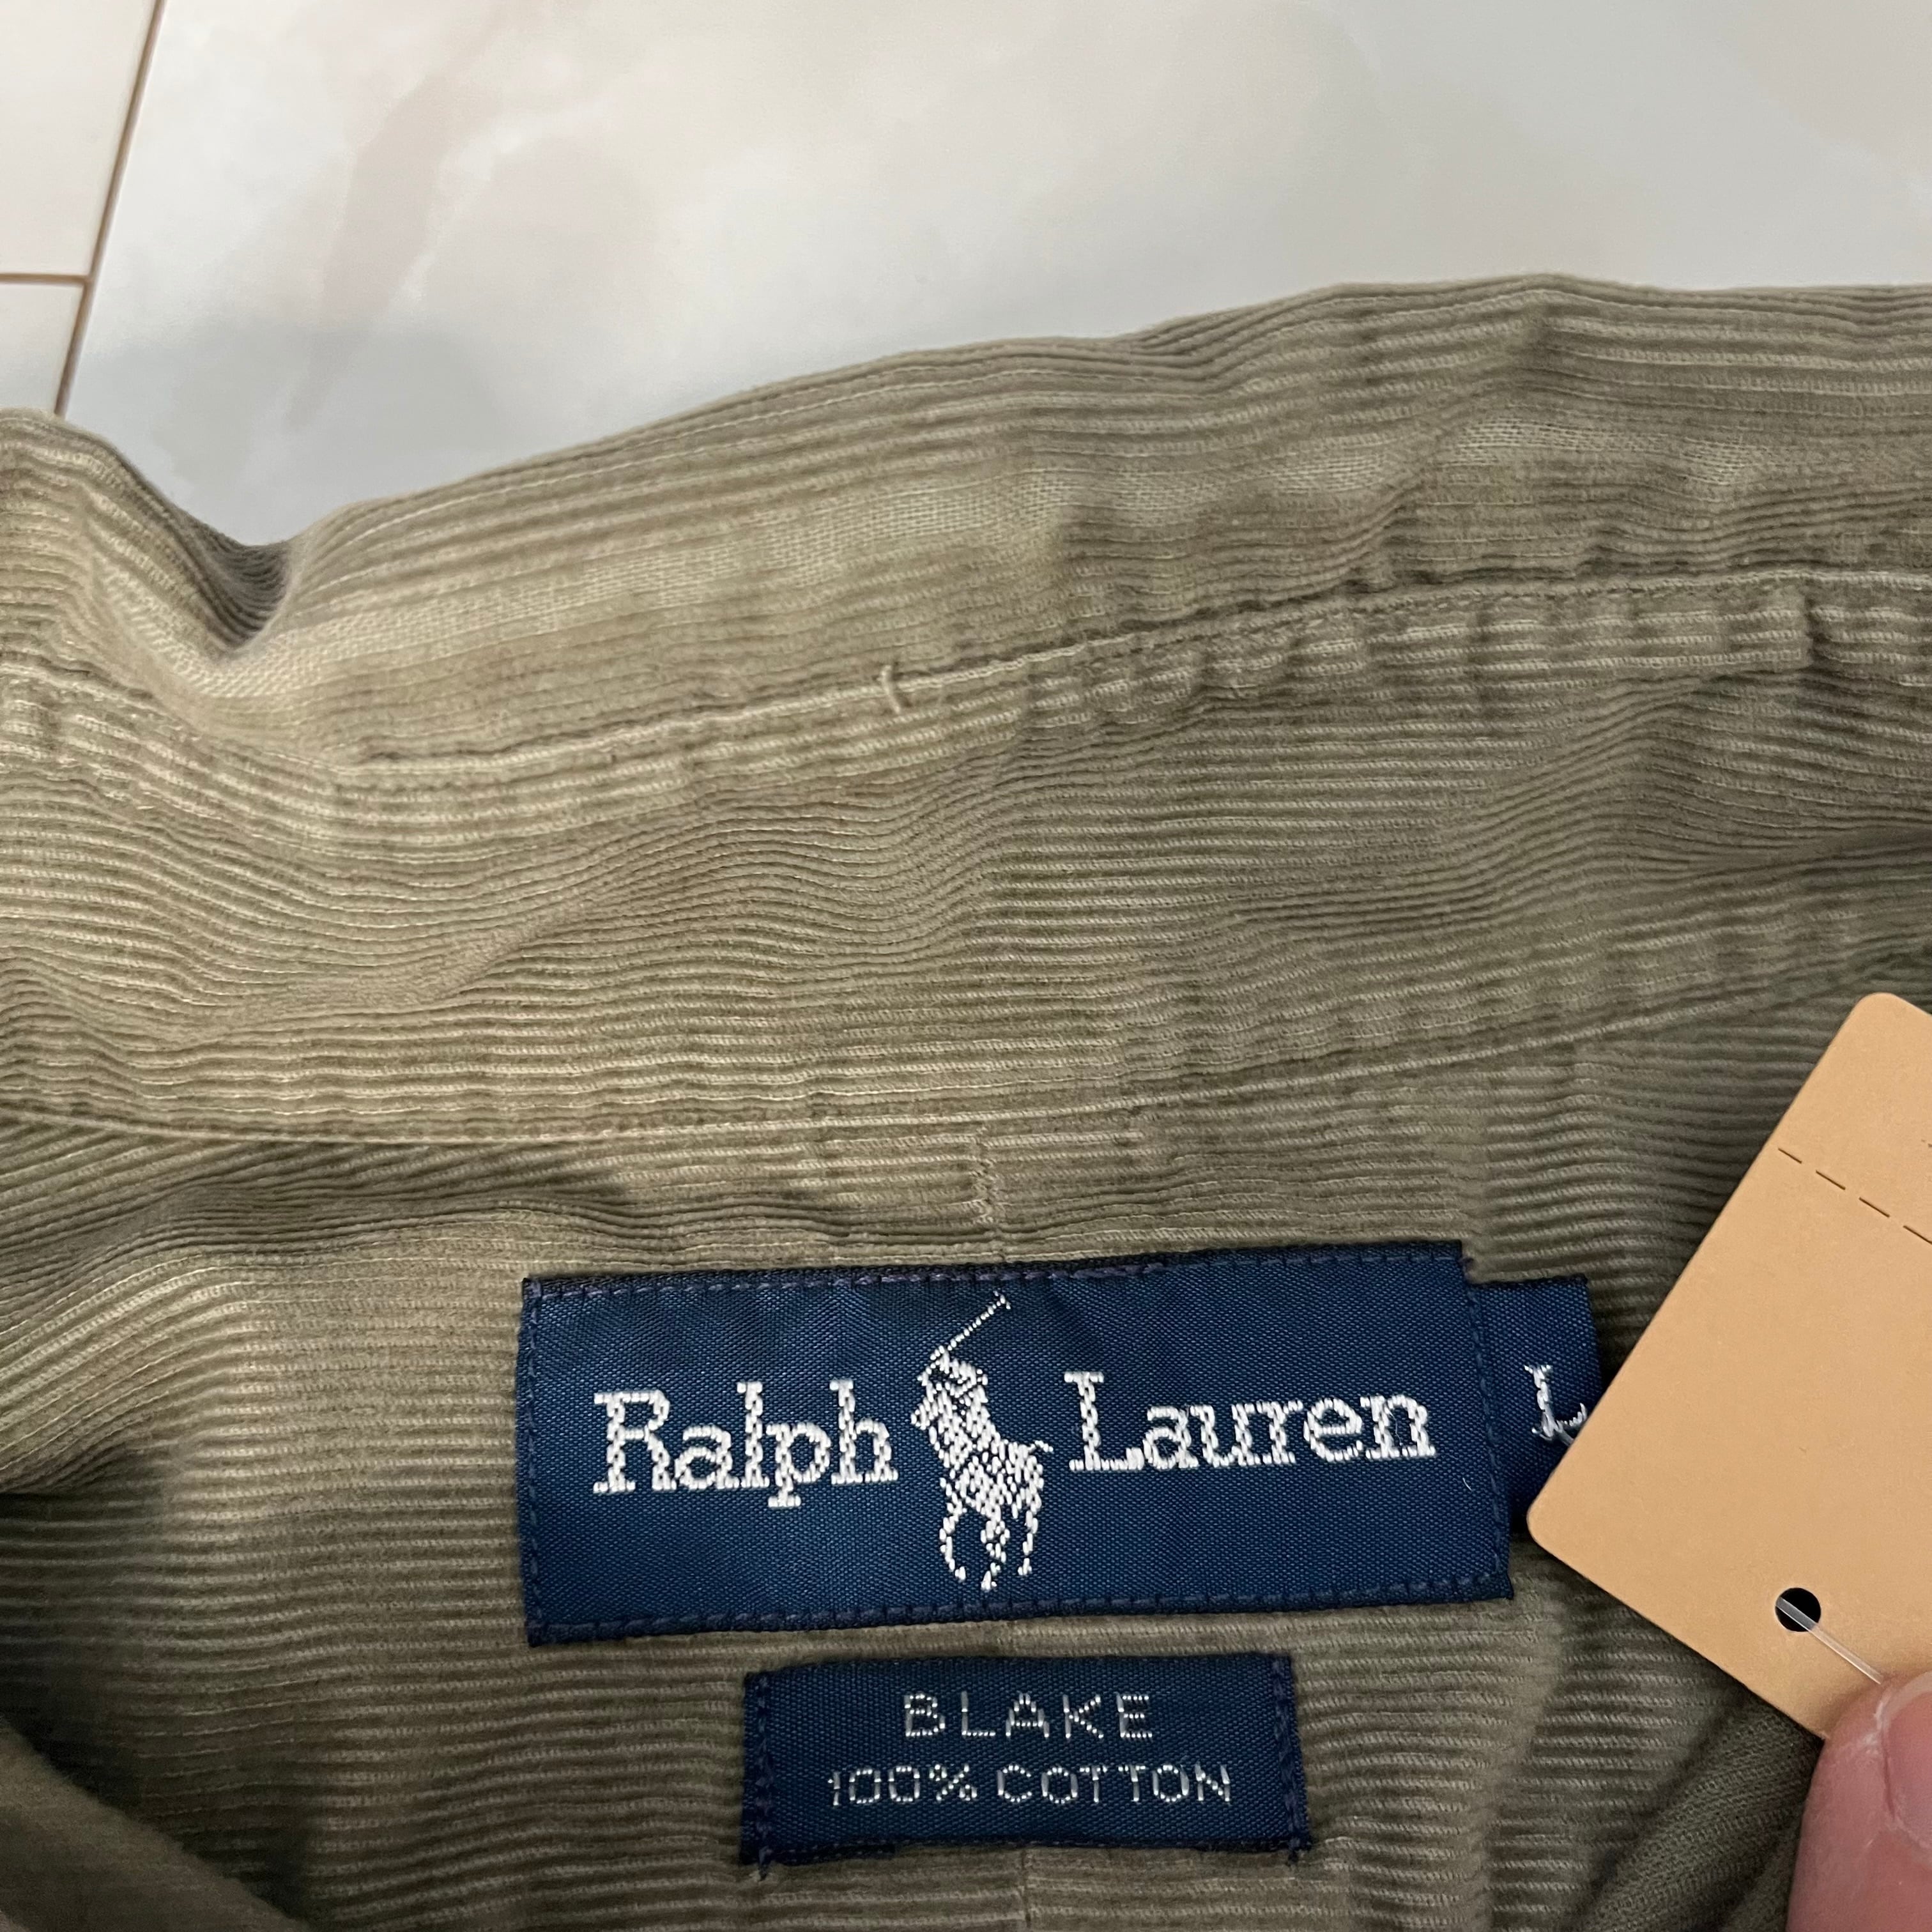 Ralph Lauren
L
BLAKE
100% COTTON